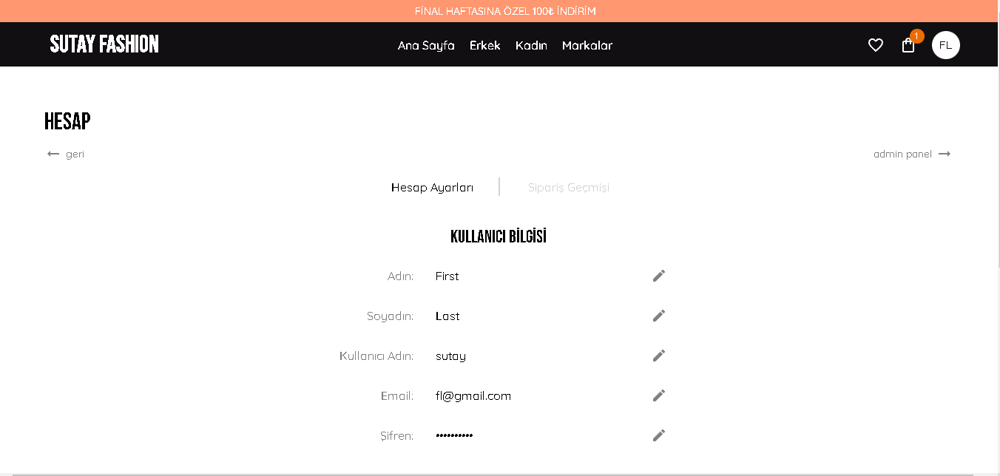 FİNAL HAFTASINA ÖZEL 100₺ İNDİRİM
SUTAY FASHION
Ana Sayfa Erkek Kadın Markalar
1
FL
HESAP
geri
admin panel
Hesap Ayarları
Sipariş Geçmişi
KULLANICI BİLGİSİ
Adın: First
Soyadın: Last
Kullanıcı Adın: sutay
Email: fl@gmail.com
Şifren: ••••••••••